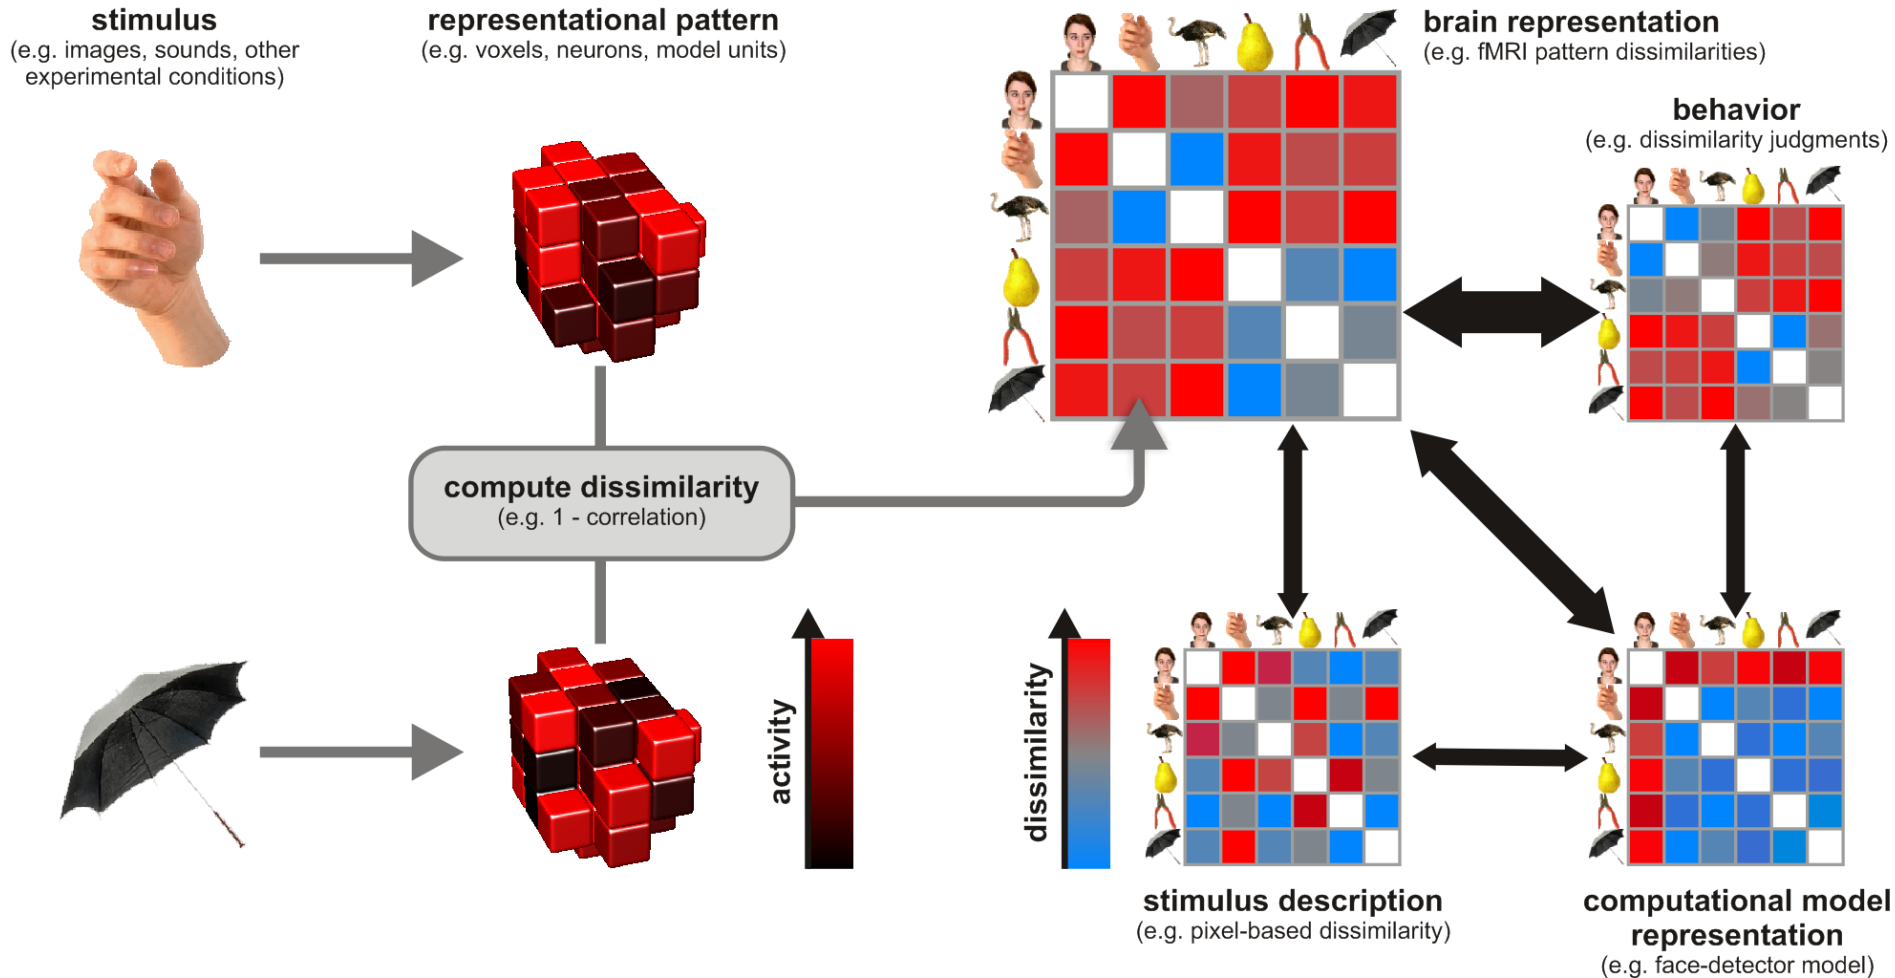 stimulus
(e.g. images, sounds, other
experimental conditions)
representational pattern
(e.g. voxels, neurons, model units)
brain representation
(e.g. fMRI pattern dissimilarities)
behavior
(e.g. dissimilarity judgments)
compute dissimilarity
(e.g. 1 - correlation)
activity
dissimilarity
stimulus description
(e.g. pixel-based dissimilarity)
computational model
representation
(e.g. face-detector model)